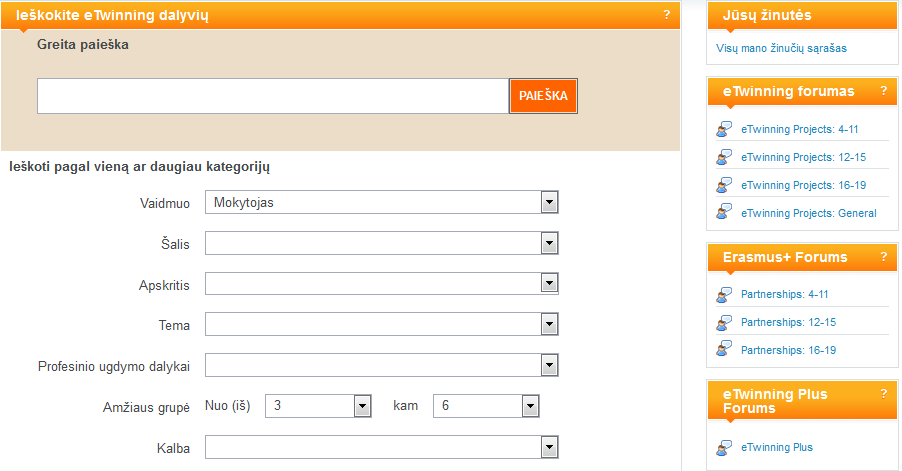 Ieškokite eTwinning dalyvių ?
Greita paieška
PAIEŠKA
Ieškoti pagal vieną ar daugiau kategorijų
Vaidmuo Mokytojas
Šalis
Apskritis
Tema
Profesinio ugdymo dalykai
Amžiaus grupė Nuo (iš) 3 kam 6
Kalba
Jūsų žinutės
Visų mano žinučių sąrašas
eTwinning forumas ?
eTwinning Projects: 4-11
eTwinning Projects: 12-15
eTwinning Projects: 16-19
eTwinning Projects: General
Erasmus+ Forums ?
Partnerships: 4-11
Partnerships: 12-15
Partnerships: 16-19
eTwinning Plus ?
Forums
eTwinning Plus